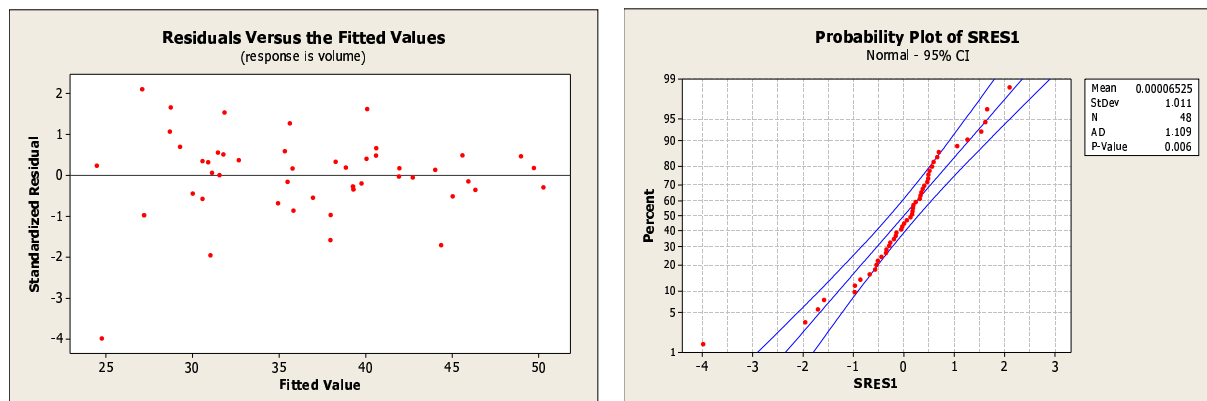 Residuals Versus the Fitted Values
(response is volume)
Standardized Residual
2
1
0
-1
-2
-3
-4
25 30 35 40 45 50
Fitted Value
Probability Plot of SRES1
Normal - 95% CI
Percent
99
95
90
80
70
60
50
40
30
20
10
5
1
-4 -3 -2 -1 0 1 2 3
SRES1
Mean 0.00006525
StDev 1.011
N 48
AD 1.109
P-Value 0.006